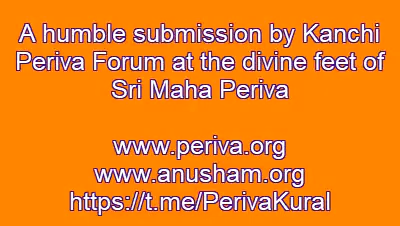 A humble submission by Kanchi
Periva Forum at the divine feet of
Sri Maha Periva
www.periva.org
www.anusham.org
https://t.me/PerivaKural